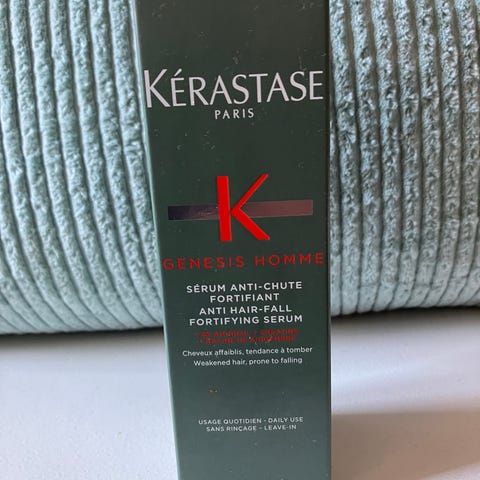 KÉRASTASE
PARIS
K
GENESIS HOMME
SÉRUM ANTI-CHUTE
FORTIFIANT
ANTI HAIR-FALL
FORTIFYING SERUM
Cheveux affaiblis, tendance à tomber
Weakened hair, prone to falling
USAGE QUOTIDIEN - DAILY USE
SANS RINÇAGE - LEAVE-IN